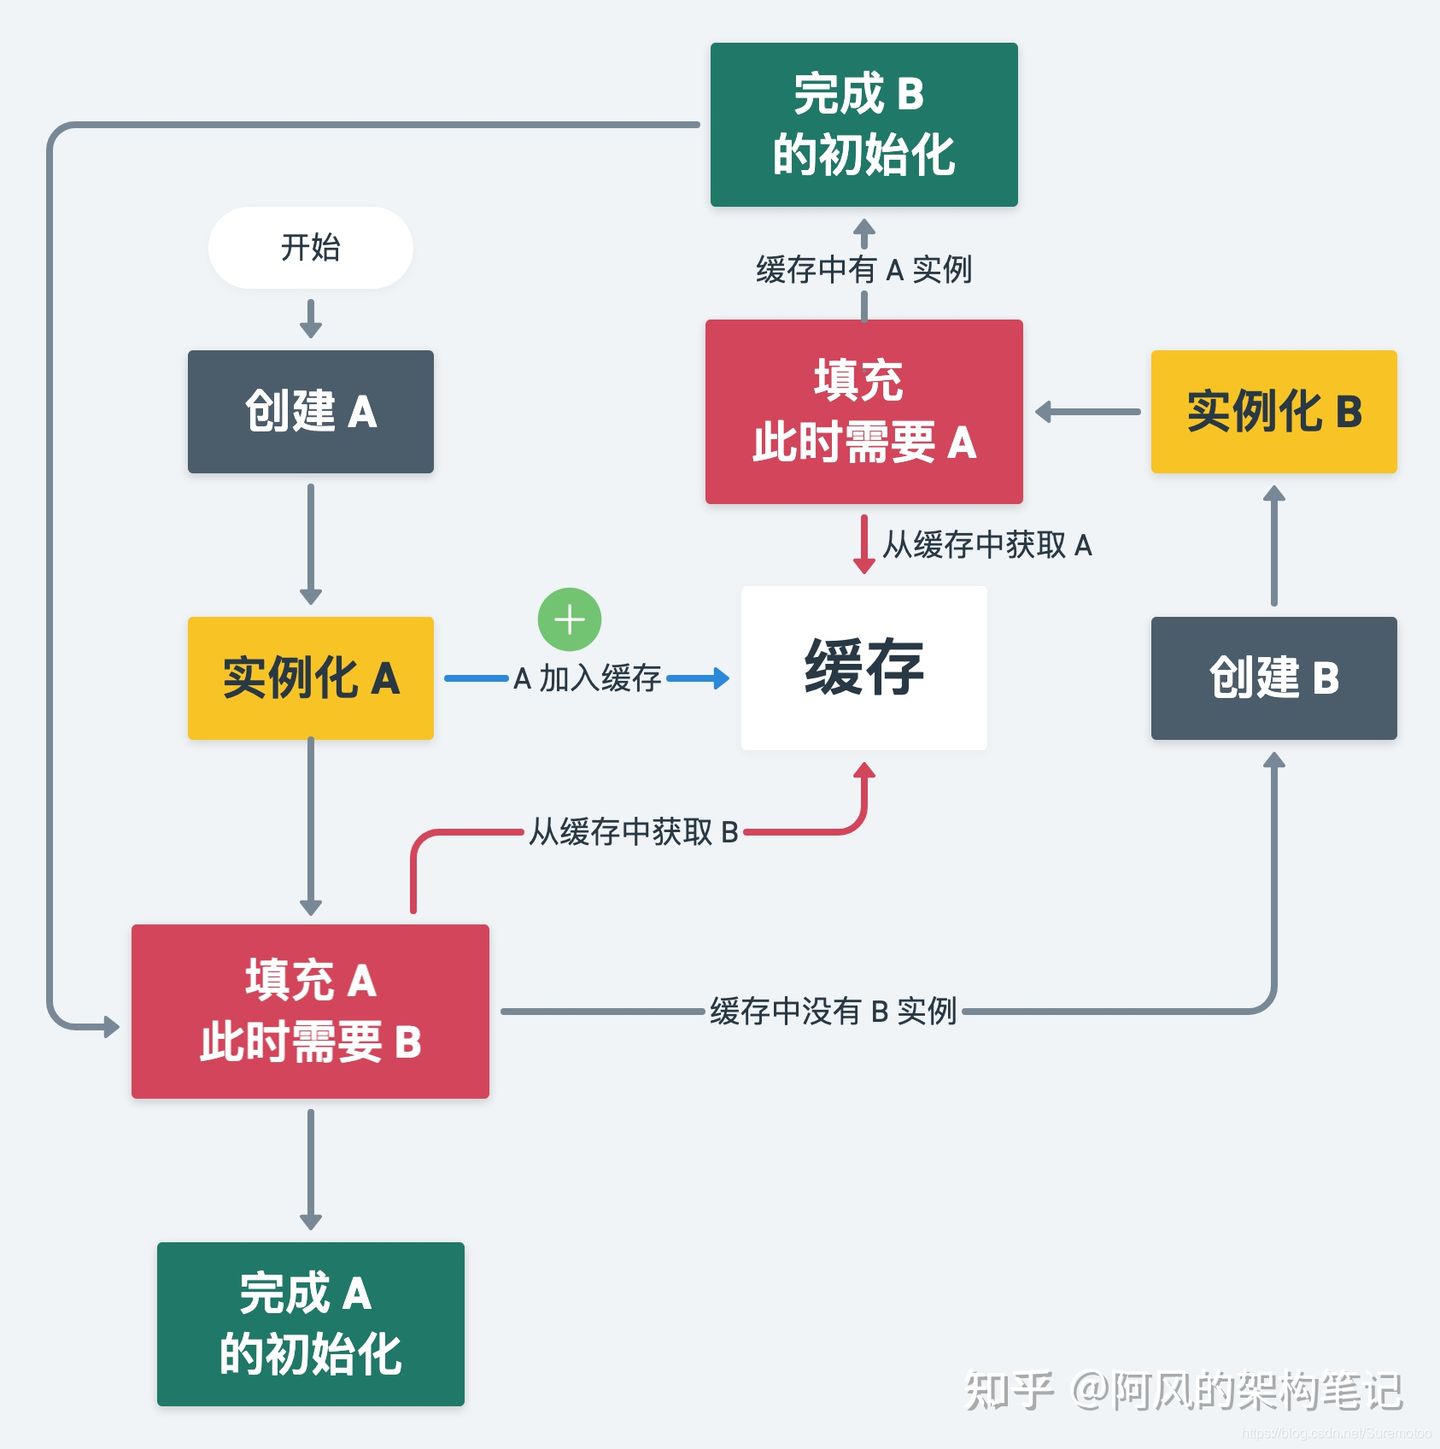 完成 B
的初始化
开始
缓存中有 A 实例
创建 A
填充
此时需要 A
实例化 B
从缓存中获取 A
实例化 A
A 加入缓存
缓存
创建 B
从缓存中获取 B
填充 A
此时需要 B
缓存中没有 B 实例
完成 A
的初始化
知乎 @阿风的架构笔记
https://blog.csdn.net/Suremotoo